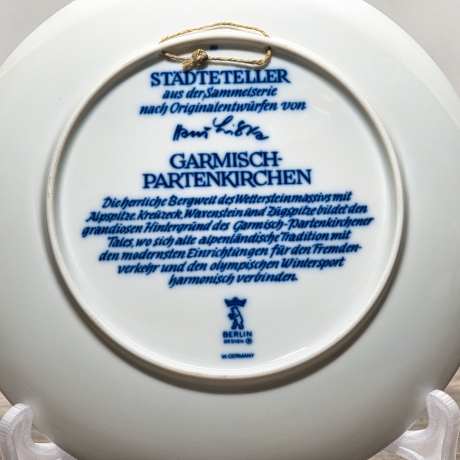 STÄDTETELLER
aus der Sammelserie
nach Originalentwürfen von
Hans Liska
GARMISCH-
PARTENKIRCHEN
Die herrliche Bergwelt des Wettersteinmassivs mit
Alpspitze, Kreuzeck, Waxenstein und Zugspitze bildet den
grandiosen Hintergrund des Garmisch-Partenkirchener
Tales, wo sich alte alpenländische Tradition mit
den modernsten Einrichtungen für den Fremden-
verkehr und den olympischen Wintersport
harmonisch verbinden.
BERLIN
DESIGN
W. GERMANY